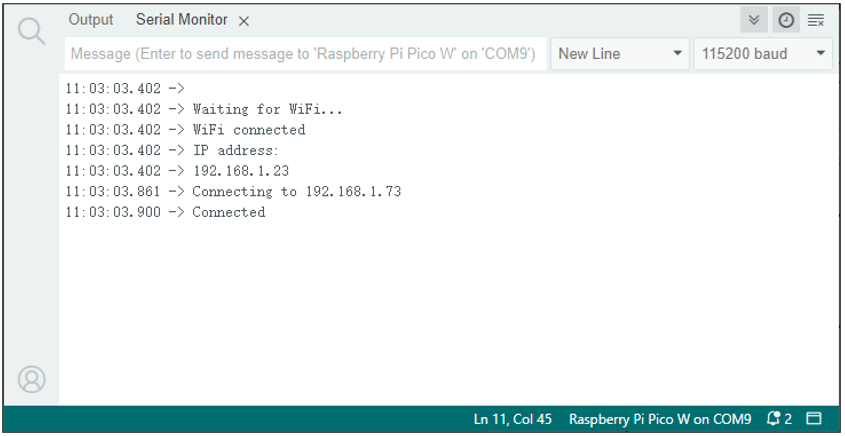 Output Serial Monitor
Message (Enter to send message to 'Raspberry Pi Pico W' on 'COM9') New Line 115200 baud
11:03:03.402 ->
11:03:03.402 -> Waiting for WiFi...
11:03:03.402 -> WiFi connected
11:03:03.402 -> IP address:
11:03:03.402 -> 192.168.1.23
11:03:03.861 -> Connecting to 192.168.1.73
11:03:03.900 -> Connected
Ln 11, Col 45 Raspberry Pi Pico W on COM9 2